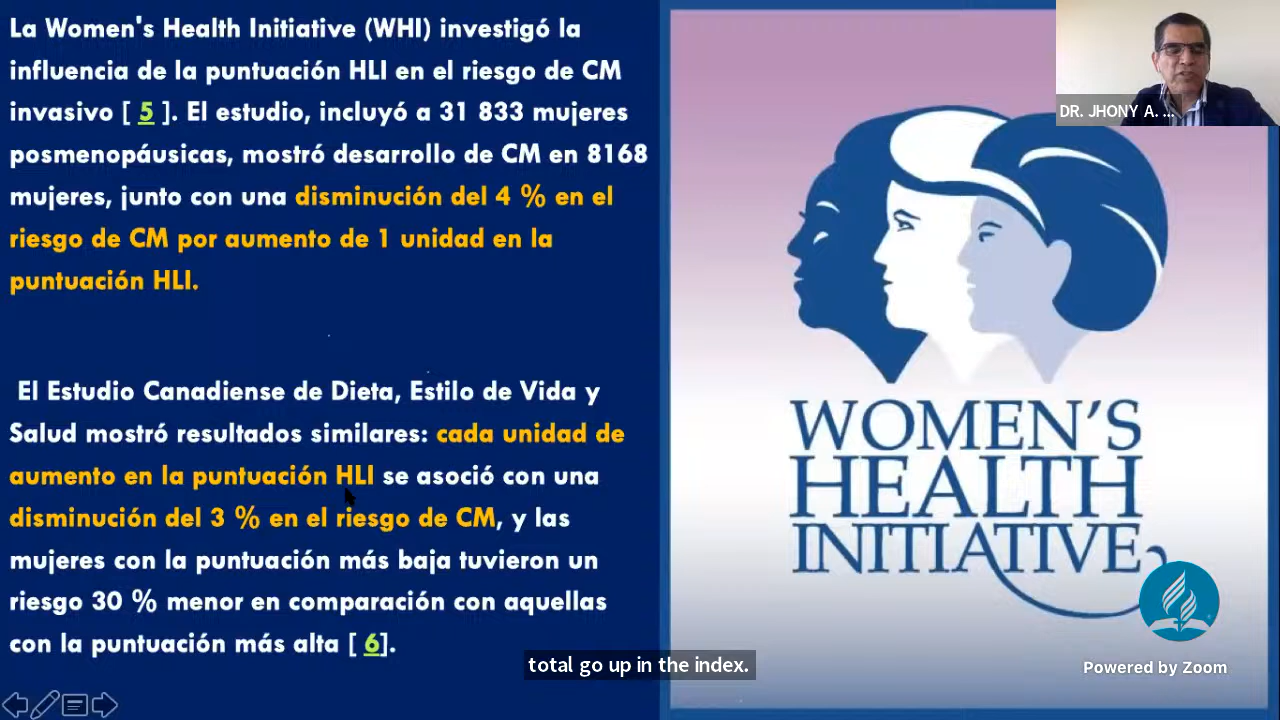 La Women's Health Initiative (WHI) investigó la
influencia de la puntuación HLI en el riesgo de CM
invasivo [ 5 ]. El estudio, incluyó a 31 833 mujeres
posmenopáusicas, mostró desarrollo de CM en 8168
mujeres, junto con una disminución del 4 % en el
riesgo de CM por aumento de 1 unidad en la
puntuación HLI.
El Estudio Canadiense de Dieta, Estilo de Vida y
Salud mostró resultados similares: cada unidad de
aumento en la puntuación HLI se asoció con una
disminución del 3 % en el riesgo de CM, y las
mujeres con la puntuación más baja tuvieron un
riesgo 30 % menor en comparación con aquellas
con la puntuación más alta [ 6].
WOMEN'S
HEALTH
INITIATIVE
DR. JHONY A. ...
total go up in the index.
Powered by Zoom